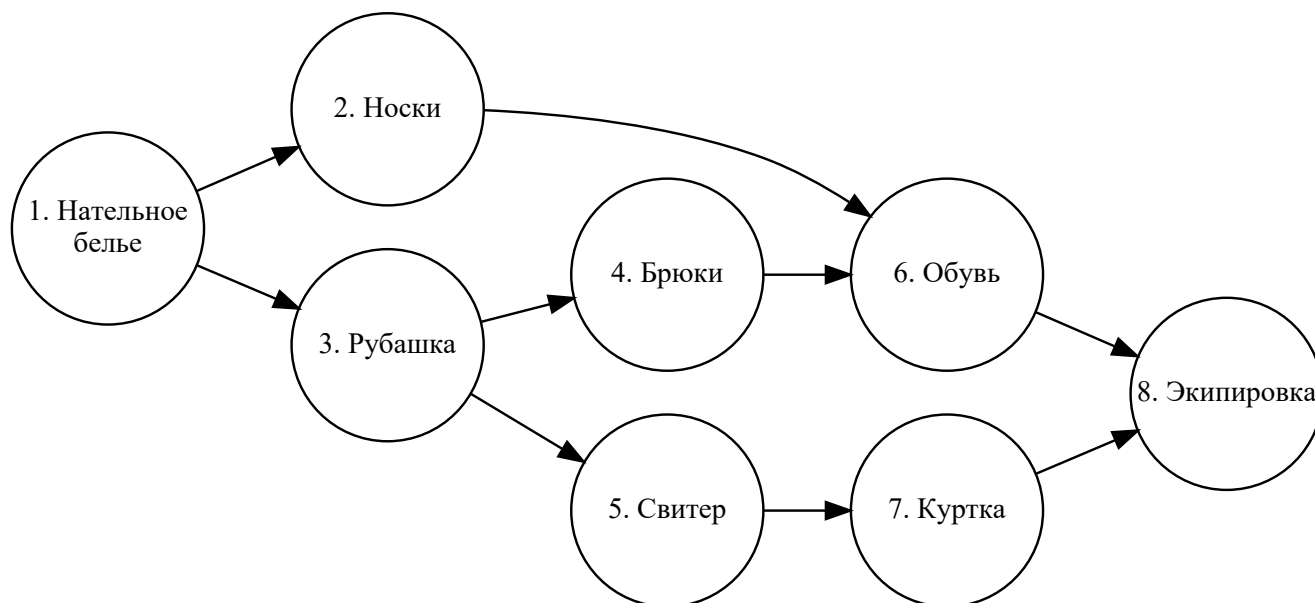 1. Нательное
белье
2. Носки
3. Рубашка
4. Брюки
5. Свитер
6. Обувь
7. Куртка
8. Экипировка